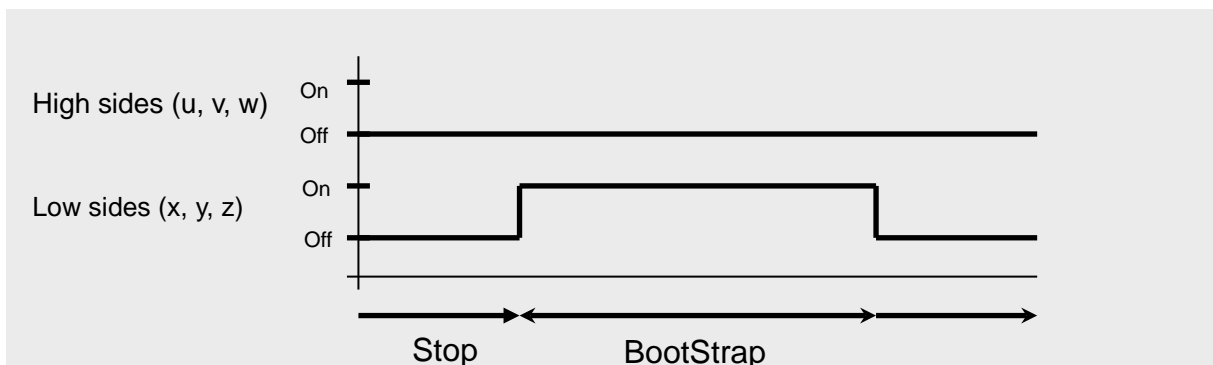 High sides (u, v, w)
On
Off
Low sides (x, y, z)
On
Off
Stop
BootStrap